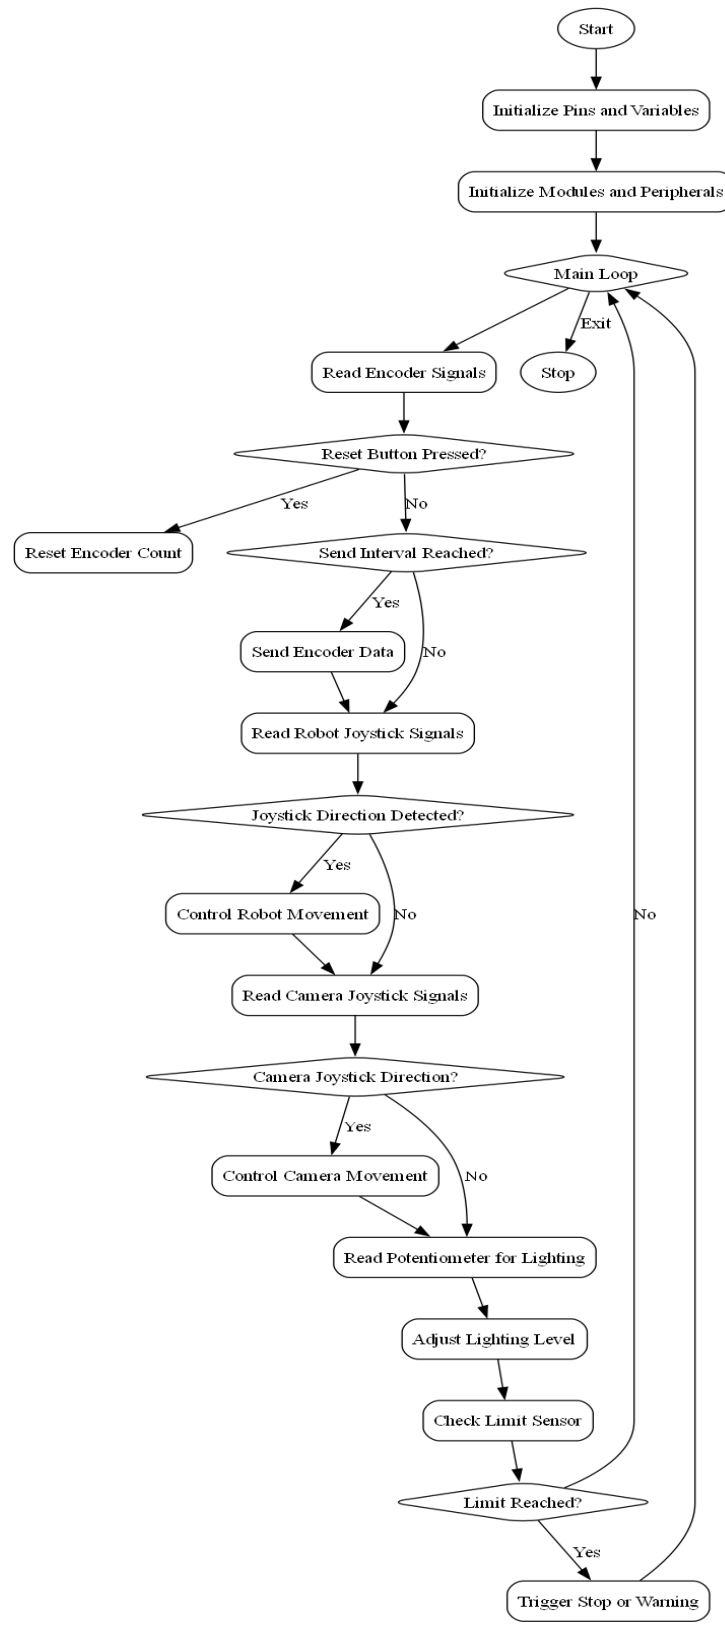 Start
Initialize Pins and Variables
Initialize Modules and Peripherals
Main Loop
Exit
Read Encoder Signals
Stop
Reset Button Pressed?
Yes
No
Reset Encoder Count
Send Interval Reached?
Yes
Send Encoder Data
No
Read Robot Joystick Signals
Joystick Direction Detected?
Yes
Control Robot Movement
No
No
Read Camera Joystick Signals
Camera Joystick Direction?
Yes
Control Camera Movement
No
Read Potentiometer for Lighting
Adjust Lighting Level
Check Limit Sensor
Limit Reached?
Yes
Trigger Stop or Warning